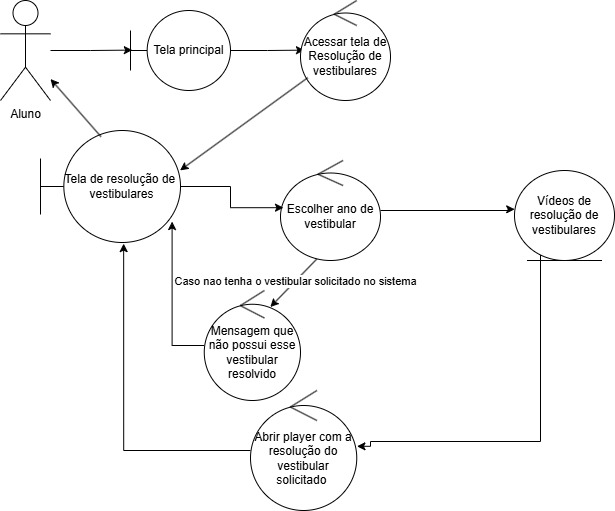 Aluno
Tela principal
Acessar tela de
Resolução de
vestibulares
Tela de resolução de
vestibulares
Escolher ano de
vestibular
Vídeos de
resolução de
vestibulares
Caso nao tenha o vestibular solicitado no sistema
Mensagem que
não possui esse
vestibular
resolvido
Abrir player com a
resolução do
vestibular
solicitado